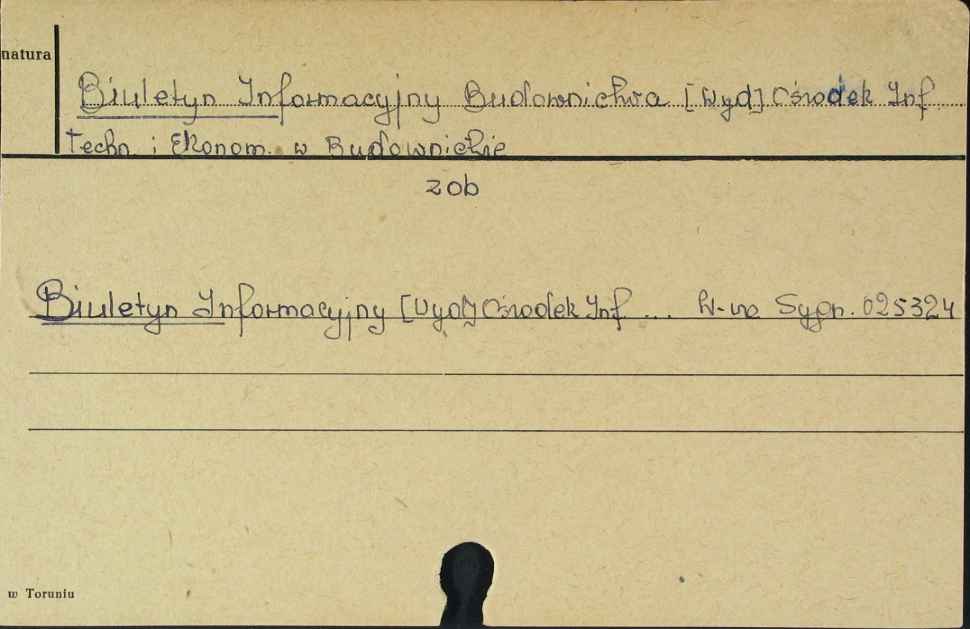 natura
Biuletyn Informacyjny Budownictwa [Wyd] Ośrodek Inf
Techn. i Ekonom. w Budownictwie
zob
Biuletyn Informacyjny [Wyd] Ośrodek Inf ... W-wa Sygn. 025324
w Toruniu